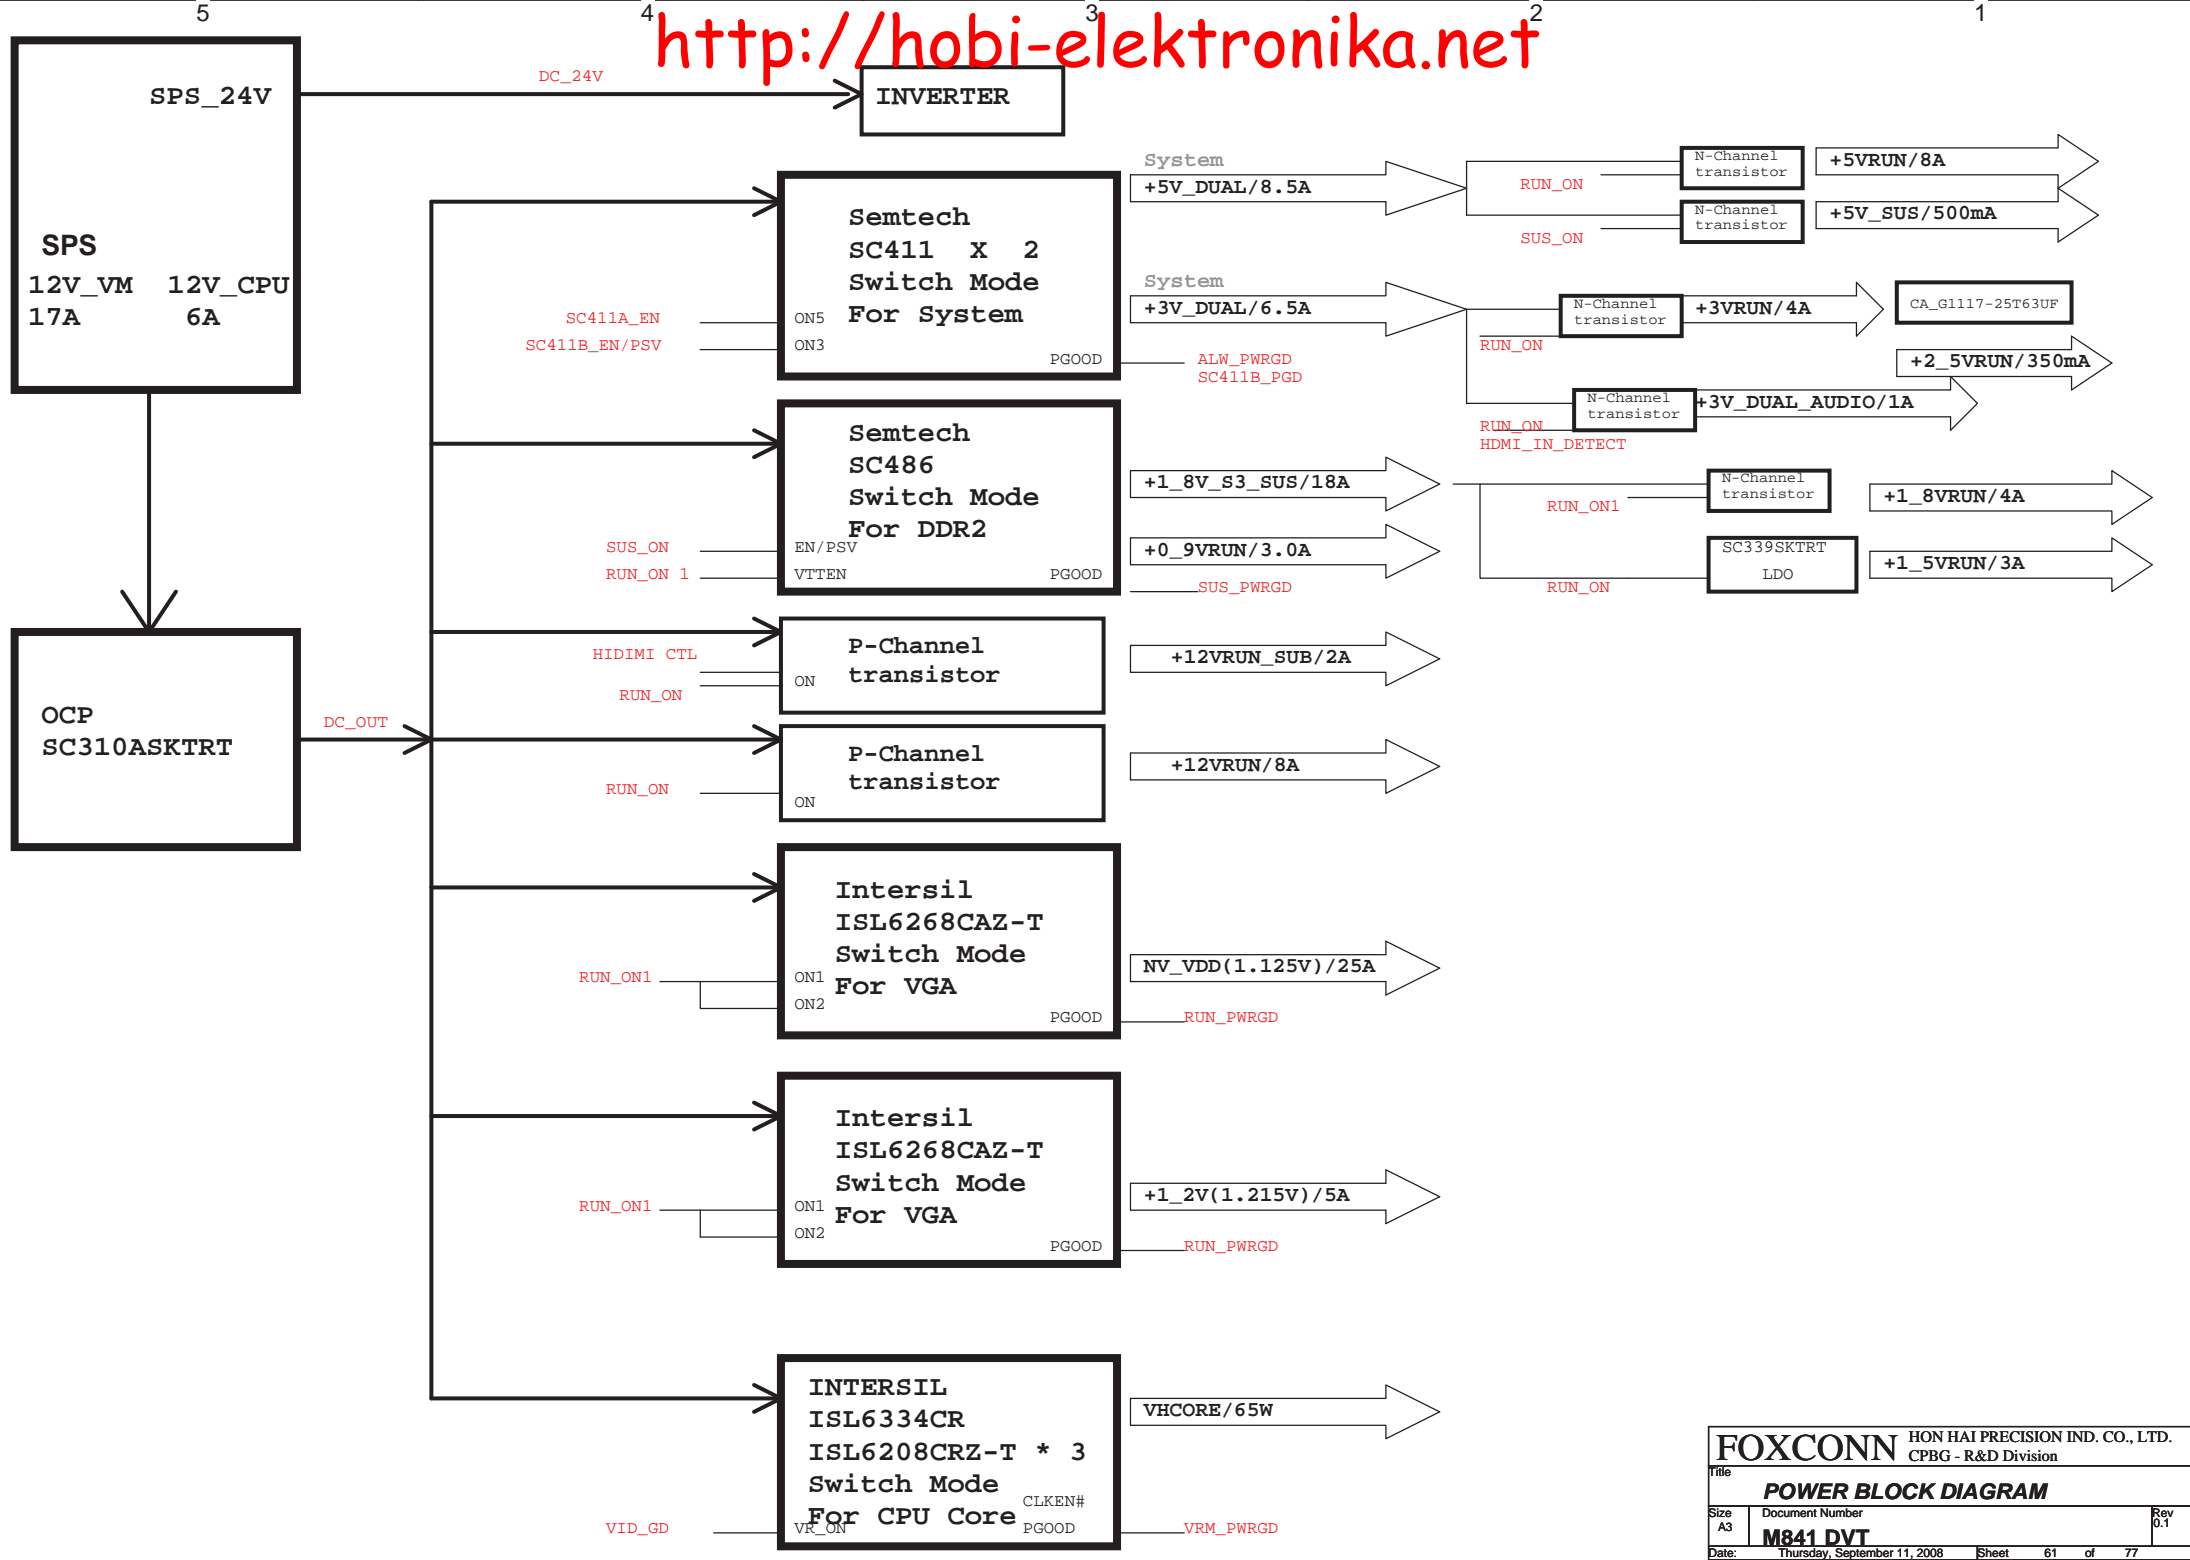 5 4 3 2 1
http://hobi-elektronika.net
SPS_24V
SPS
12V_VM 12V_CPU
17A 6A
DC_24V
INVERTER
OCP
SC310ASKTRT
DC_OUT
Semtech
SC411 X 2
Switch Mode
For System
SC411A_EN
ON5
SC411B_EN/PSV
ON3
PGOOD
ALW_PWRGD
SC411B_PGD
System
+5V_DUAL/8.5A
System
+3V_DUAL/6.5A
RUN_ON
N-Channel
transistor
+5VRUN/8A
SUS_ON
N-Channel
transistor
+5V_SUS/500mA
RUN_ON
N-Channel
transistor
+3VRUN/4A
CA_G1117-25T63UF
+2_5VRUN/350mA
RUN_ON
HDMI_IN_DETECT
N-Channel
transistor
+3V_DUAL_AUDIO/1A
Semtech
SC486
Switch Mode
For DDR2
SUS_ON
EN/PSV
RUN_ON 1
VTTEN
PGOOD
SUS_PWRGD
+1_8V_S3_SUS/18A
+0_9VRUN/3.0A
RUN_ON1
N-Channel
transistor
+1_8VRUN/4A
RUN_ON
SC339SKTRT
LDO
+1_5VRUN/3A
HIDIMI CTL
RUN_ON
ON
P-Channel
transistor
+12VRUN_SUB/2A
RUN_ON
ON
P-Channel
transistor
+12VRUN/8A
Intersil
ISL6268CAZ-T
Switch Mode
For VGA
RUN_ON1
ON1
ON2
PGOOD
RUN_PWRGD
NV_VDD(1.125V)/25A
Intersil
ISL6268CAZ-T
Switch Mode
For VGA
RUN_ON1
ON1
ON2
PGOOD
RUN_PWRGD
+1_2V(1.215V)/5A
INTERSIL
ISL6334CR
ISL6208CRZ-T * 3
Switch Mode
For CPU Core
VID_GD
VR_ON
CLKEN#
PGOOD
VRM_PWRGD
VHCORE/65W
FOXCONN HON HAI PRECISION IND. CO., LTD.
CPBG - R&D Division
Title
POWER BLOCK DIAGRAM
Size Document Number Rev
A3 M841 DVT 0.1
Date: Thursday, September 11, 2008 Sheet 61 of 77